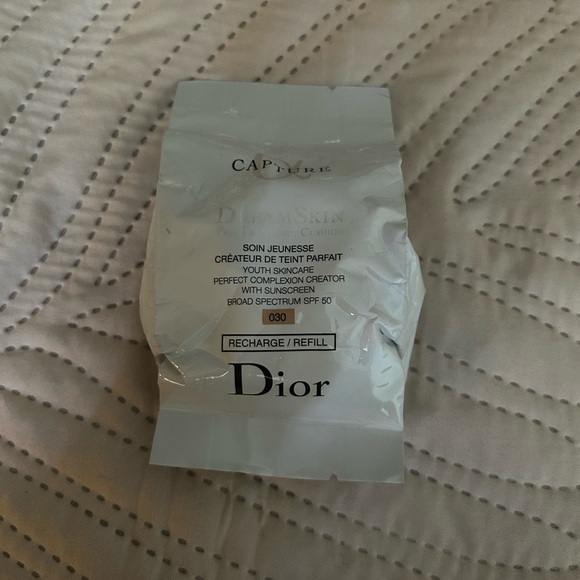 CAPTURE
DREAMSKIN
SOIN JEUNESSE
CRÉATEUR DE TEINT PARFAIT
YOUTH SKINCARE
PERFECT COMPLEXION CREATOR
WITH SUNSCREEN
BROAD SPECTRUM SPF 50
030
RECHARGE / REFILL
Dior